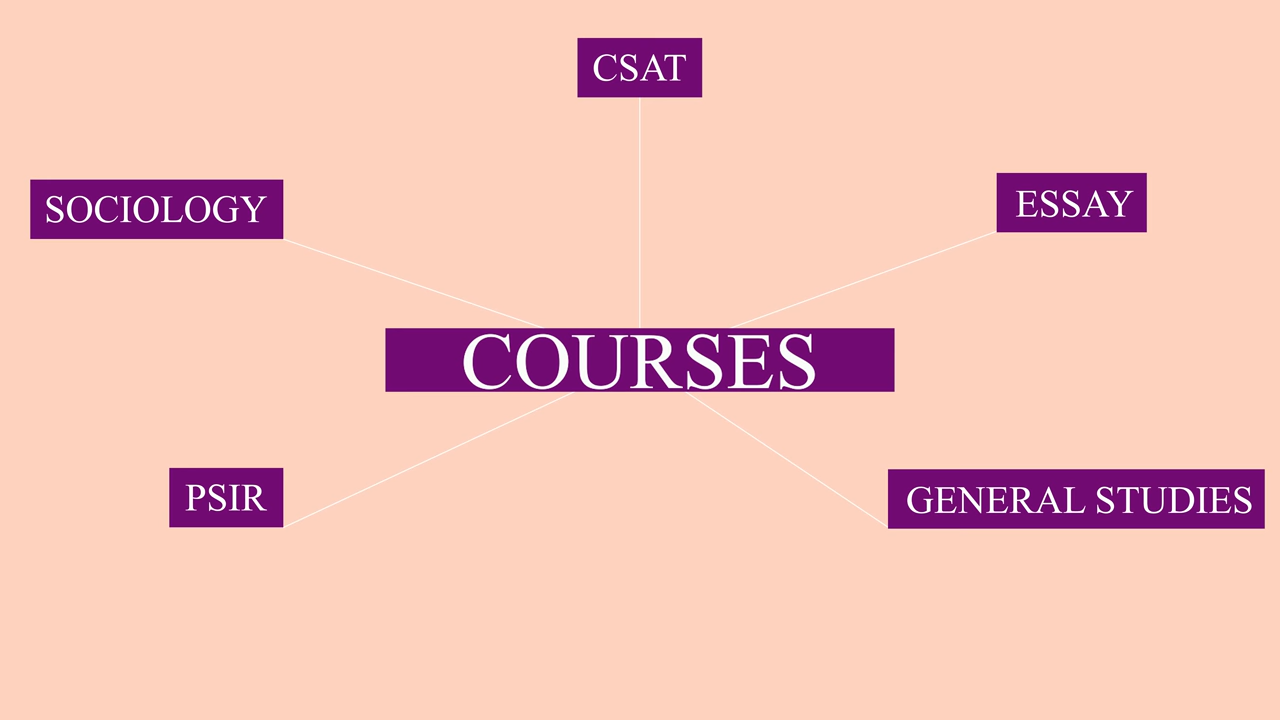 CSAT
SOCIOLOGY
ESSAY
COURSES
PSIR
GENERAL STUDIES